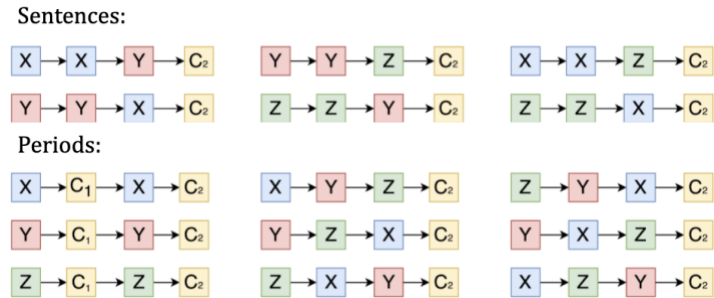 Sentences:
X X Y C₂ Y Y Z C₂ X X Z C₂
Y Y X C₂ Z Z Y C₂ Z Z X C₂
Periods:
X C₁ X C₂ X Y Z C₂ Z Y X C₂
Y C₁ Y C₂ Y Z X C₂ Y X Z C₂
Z C₁ Z C₂ Z X Y C₂ X Z Y C₂